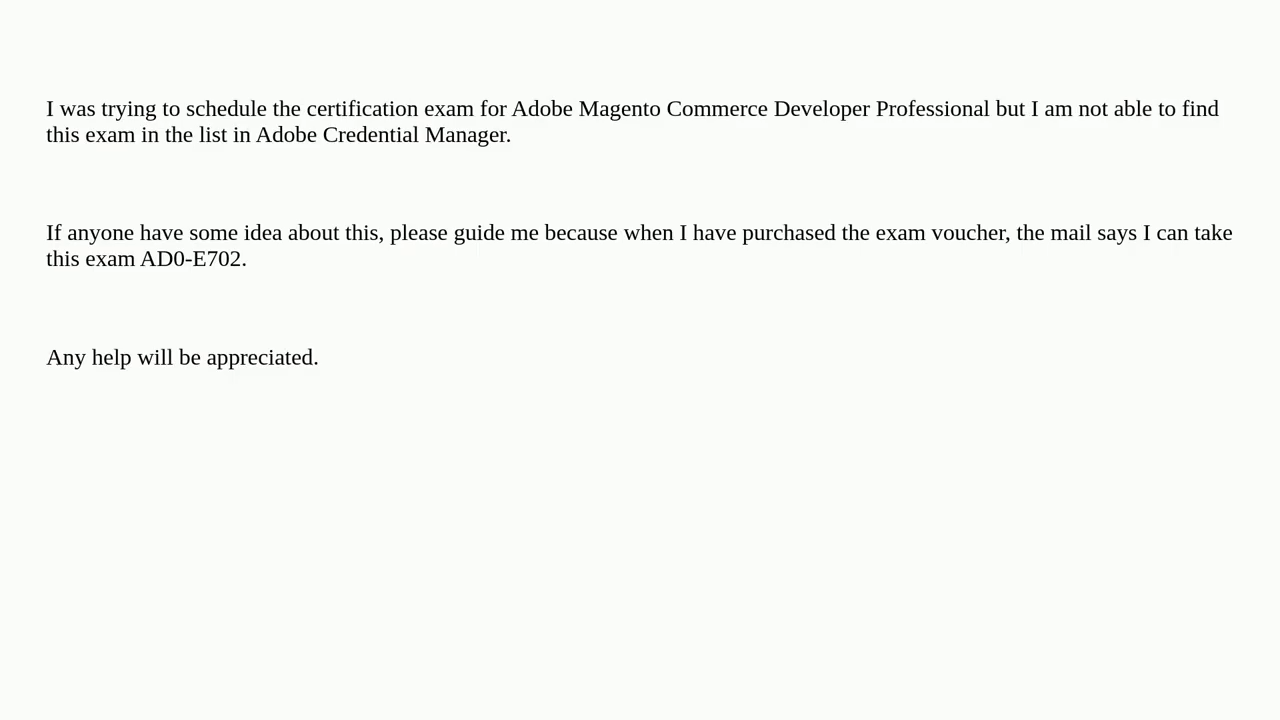 I was trying to schedule the certification exam for Adobe Magento Commerce Developer Professional but I am not able to find
this exam in the list in Adobe Credential Manager.
If anyone have some idea about this, please guide me because when I have purchased the exam voucher, the mail says I can take
this exam AD0-E702.
Any help will be appreciated.